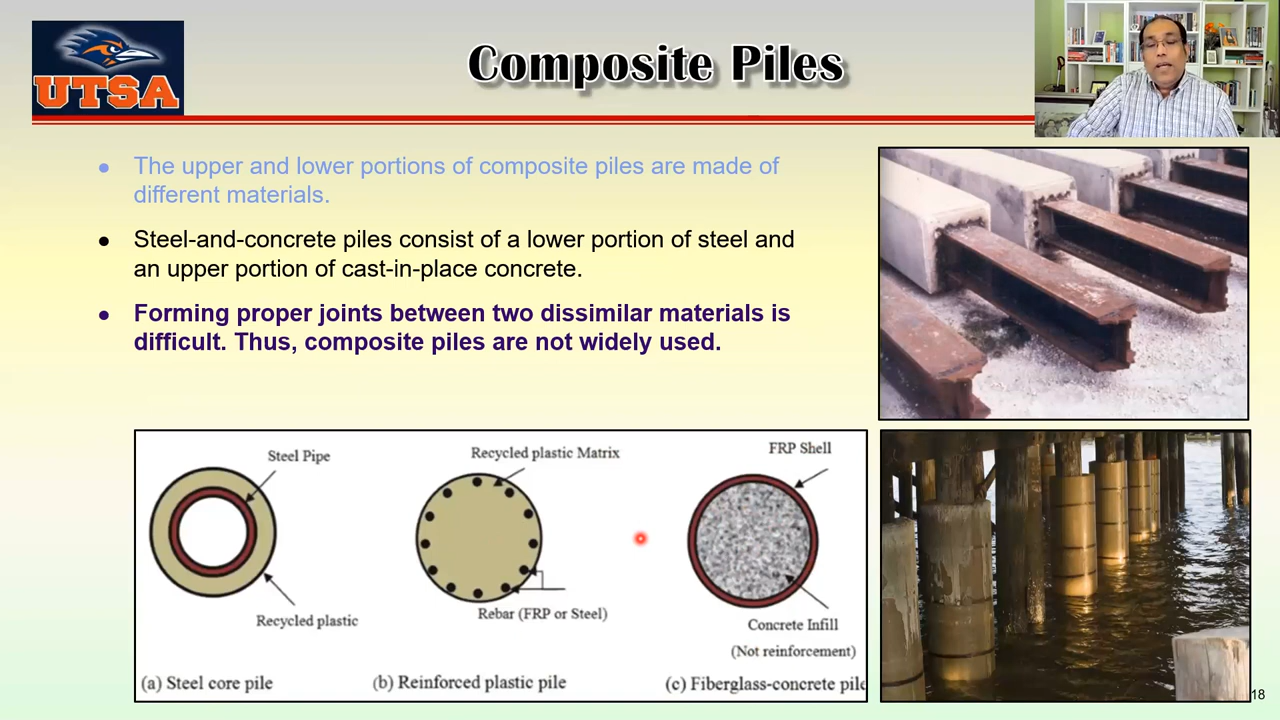 UTSA
Composite Piles
• The upper and lower portions of composite piles are made of
different materials.
• Steel-and-concrete piles consist of a lower portion of steel and
an upper portion of cast-in-place concrete.
• Forming proper joints between two dissimilar materials is
difficult. Thus, composite piles are not widely used.
Steel Pipe
Recycled plastic
(a) Steel core pile
Recycled plastic Matrix
Rebar (FRP or Steel)
(b) Reinforced plastic pile
FRP Shell
Concrete Infill
(Not reinforcement)
(c) Fiberglass-concrete pile
18